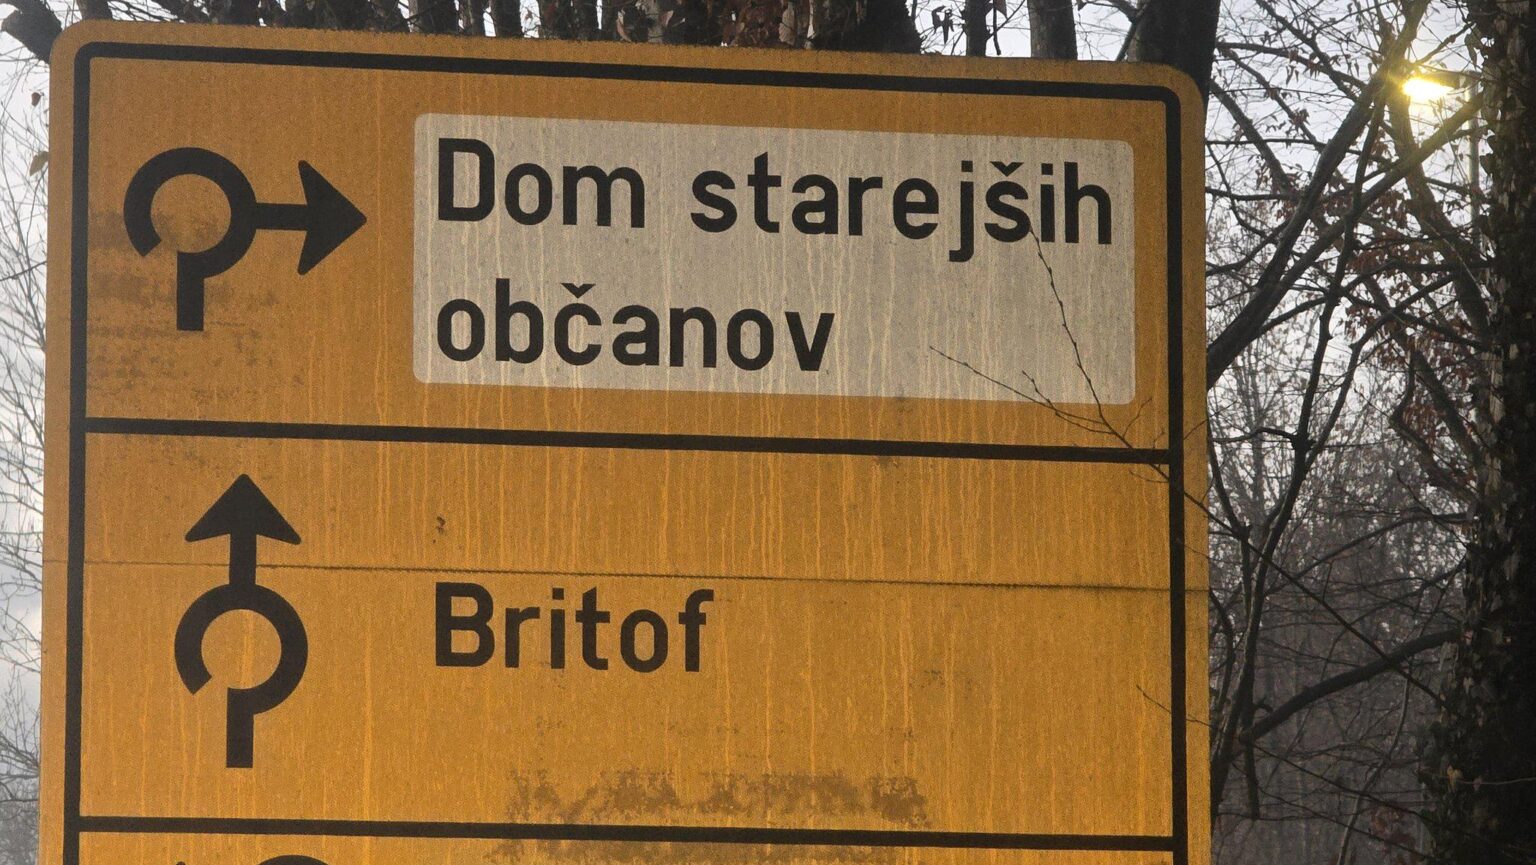 Dom starejših
občanov
Britof